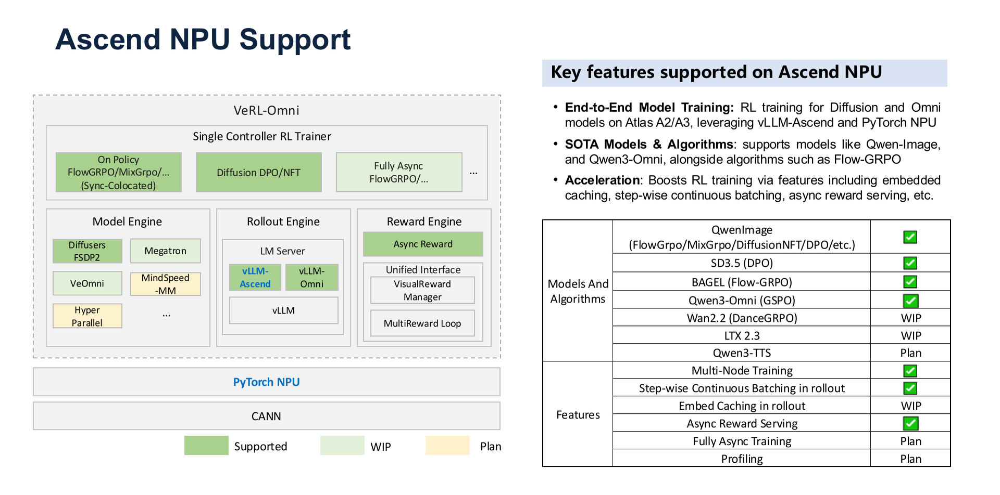 Ascend NPU Support
VeRL-Omni
Single Controller RL Trainer
On Policy
FlowGRPO/MixGrpo/...
(Sync-Colocated)
Diffusion DPO/NFT
Fully Async
FlowGRPO/...
...
Model Engine
Diffusers
FSDP2
Megatron
VeOmni
MindSpeed
-MM
Hyper
Parallel
...
Rollout Engine
LM Server
vLLM-
Ascend
vLLM-
Omni
vLLM
Reward Engine
Async Reward
Unified Interface
VisualReward
Manager
MultiReward Loop
PyTorch NPU
CANN
Supported
WIP
Plan
Key features supported on Ascend NPU
• End-to-End Model Training: RL training for Diffusion and Omni
models on Atlas A2/A3, leveraging vLLM-Ascend and PyTorch NPU
• SOTA Models & Algorithms: supports models like Qwen-Image,
and Qwen3-Omni, alongside algorithms such as Flow-GRPO
• Acceleration: Boosts RL training via features including embedded
caching, step-wise continuous batching, async reward serving, etc.
Models And
Algorithms
QwenImage
(FlowGrpo/MixGrpo/DiffusionNFT/DPO/etc.) ✅
SD3.5 (DPO) ✅
BAGEL (Flow-GRPO) ✅
Qwen3-Omni (GSPO) ✅
Wan2.2 (DanceGRPO) WIP
LTX 2.3 WIP
Qwen3-TTS Plan
Features
Multi-Node Training ✅
Step-wise Continuous Batching in rollout ✅
Embed Caching in rollout WIP
Async Reward Serving ✅
Fully Async Training Plan
Profiling Plan